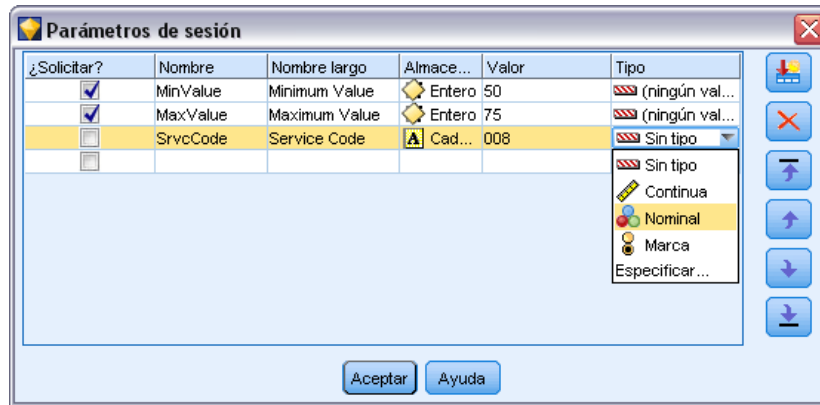 Parámetros de sesión
¿Solicitar? Nombre Nombre largo Almace... Valor Tipo
MinValue Minimum Value Entero 50 (ningún val...
MaxValue Maximum Value Entero 75 (ningún val...
SrvcCode Service Code A Cad... 008 Sin tipo
Sin tipo
Continua
Nominal
Marca
Especificar...
Aceptar Ayuda